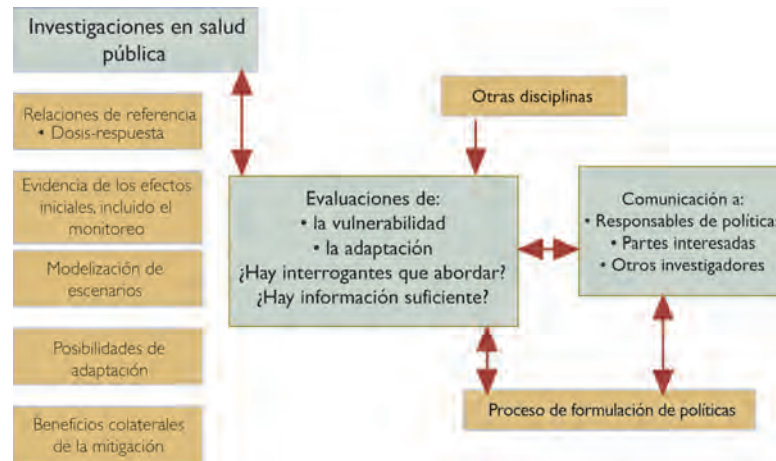 Investigaciones en salud
pública
Relaciones de referencia
• Dosis-respuesta
Evidencia de los efectos
iniciales, incluido el
monitoreo
Modelización de
escenarios
Posibilidades de
adaptación
Beneficios colaterales
de la mitigación
Otras disciplinas
Evaluaciones de:
• la vulnerabilidad
• la adaptación
¿Hay interrogantes que abordar?
¿Hay información suficiente?
Comunicación a:
• Responsables de política
• Partes interesadas
• Otros investigadores
Proceso de formulación de políticas